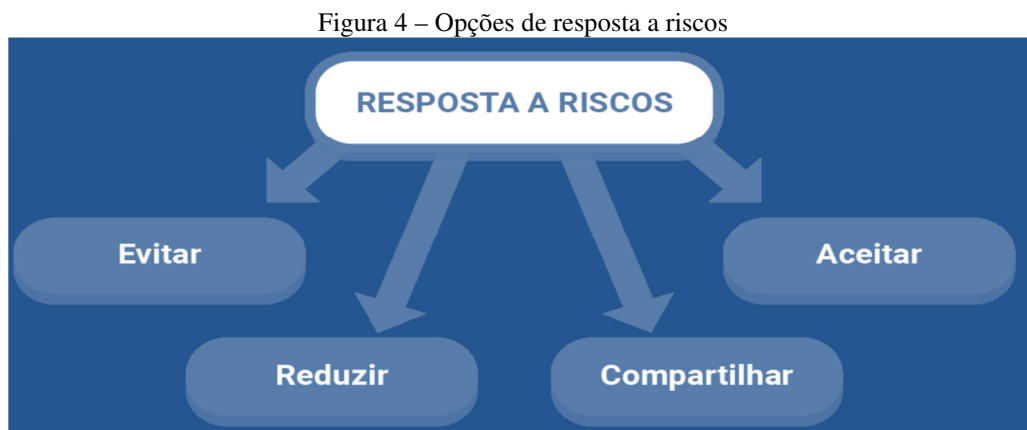 Figura 4 – Opções de resposta a riscos
RESPOSTA A RISCOS
Evitar
Aceitar
Reduzir
Compartilhar